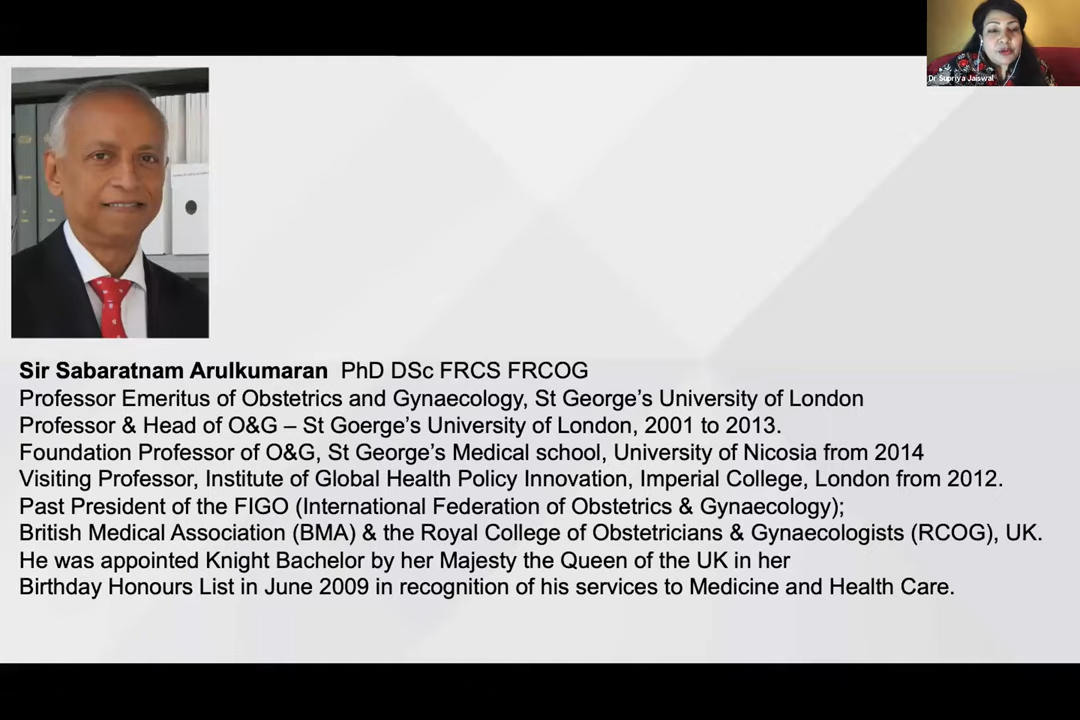 Dr Supriya Jaiswal
Sir Sabaratnam Arulkumaran PhD DSc FRCS FRCOG
Professor Emeritus of Obstetrics and Gynaecology, St George’s University of London
Professor & Head of O&G – St Goerge’s University of London, 2001 to 2013.
Foundation Professor of O&G, St George’s Medical school, University of Nicosia from 2014
Visiting Professor, Institute of Global Health Policy Innovation, Imperial College, London from 2012.
Past President of the FIGO (International Federation of Obstetrics & Gynaecology);
British Medical Association (BMA) & the Royal College of Obstetricians & Gynaecologists (RCOG), UK.
He was appointed Knight Bachelor by her Majesty the Queen of the UK in her
Birthday Honours List in June 2009 in recognition of his services to Medicine and Health Care.